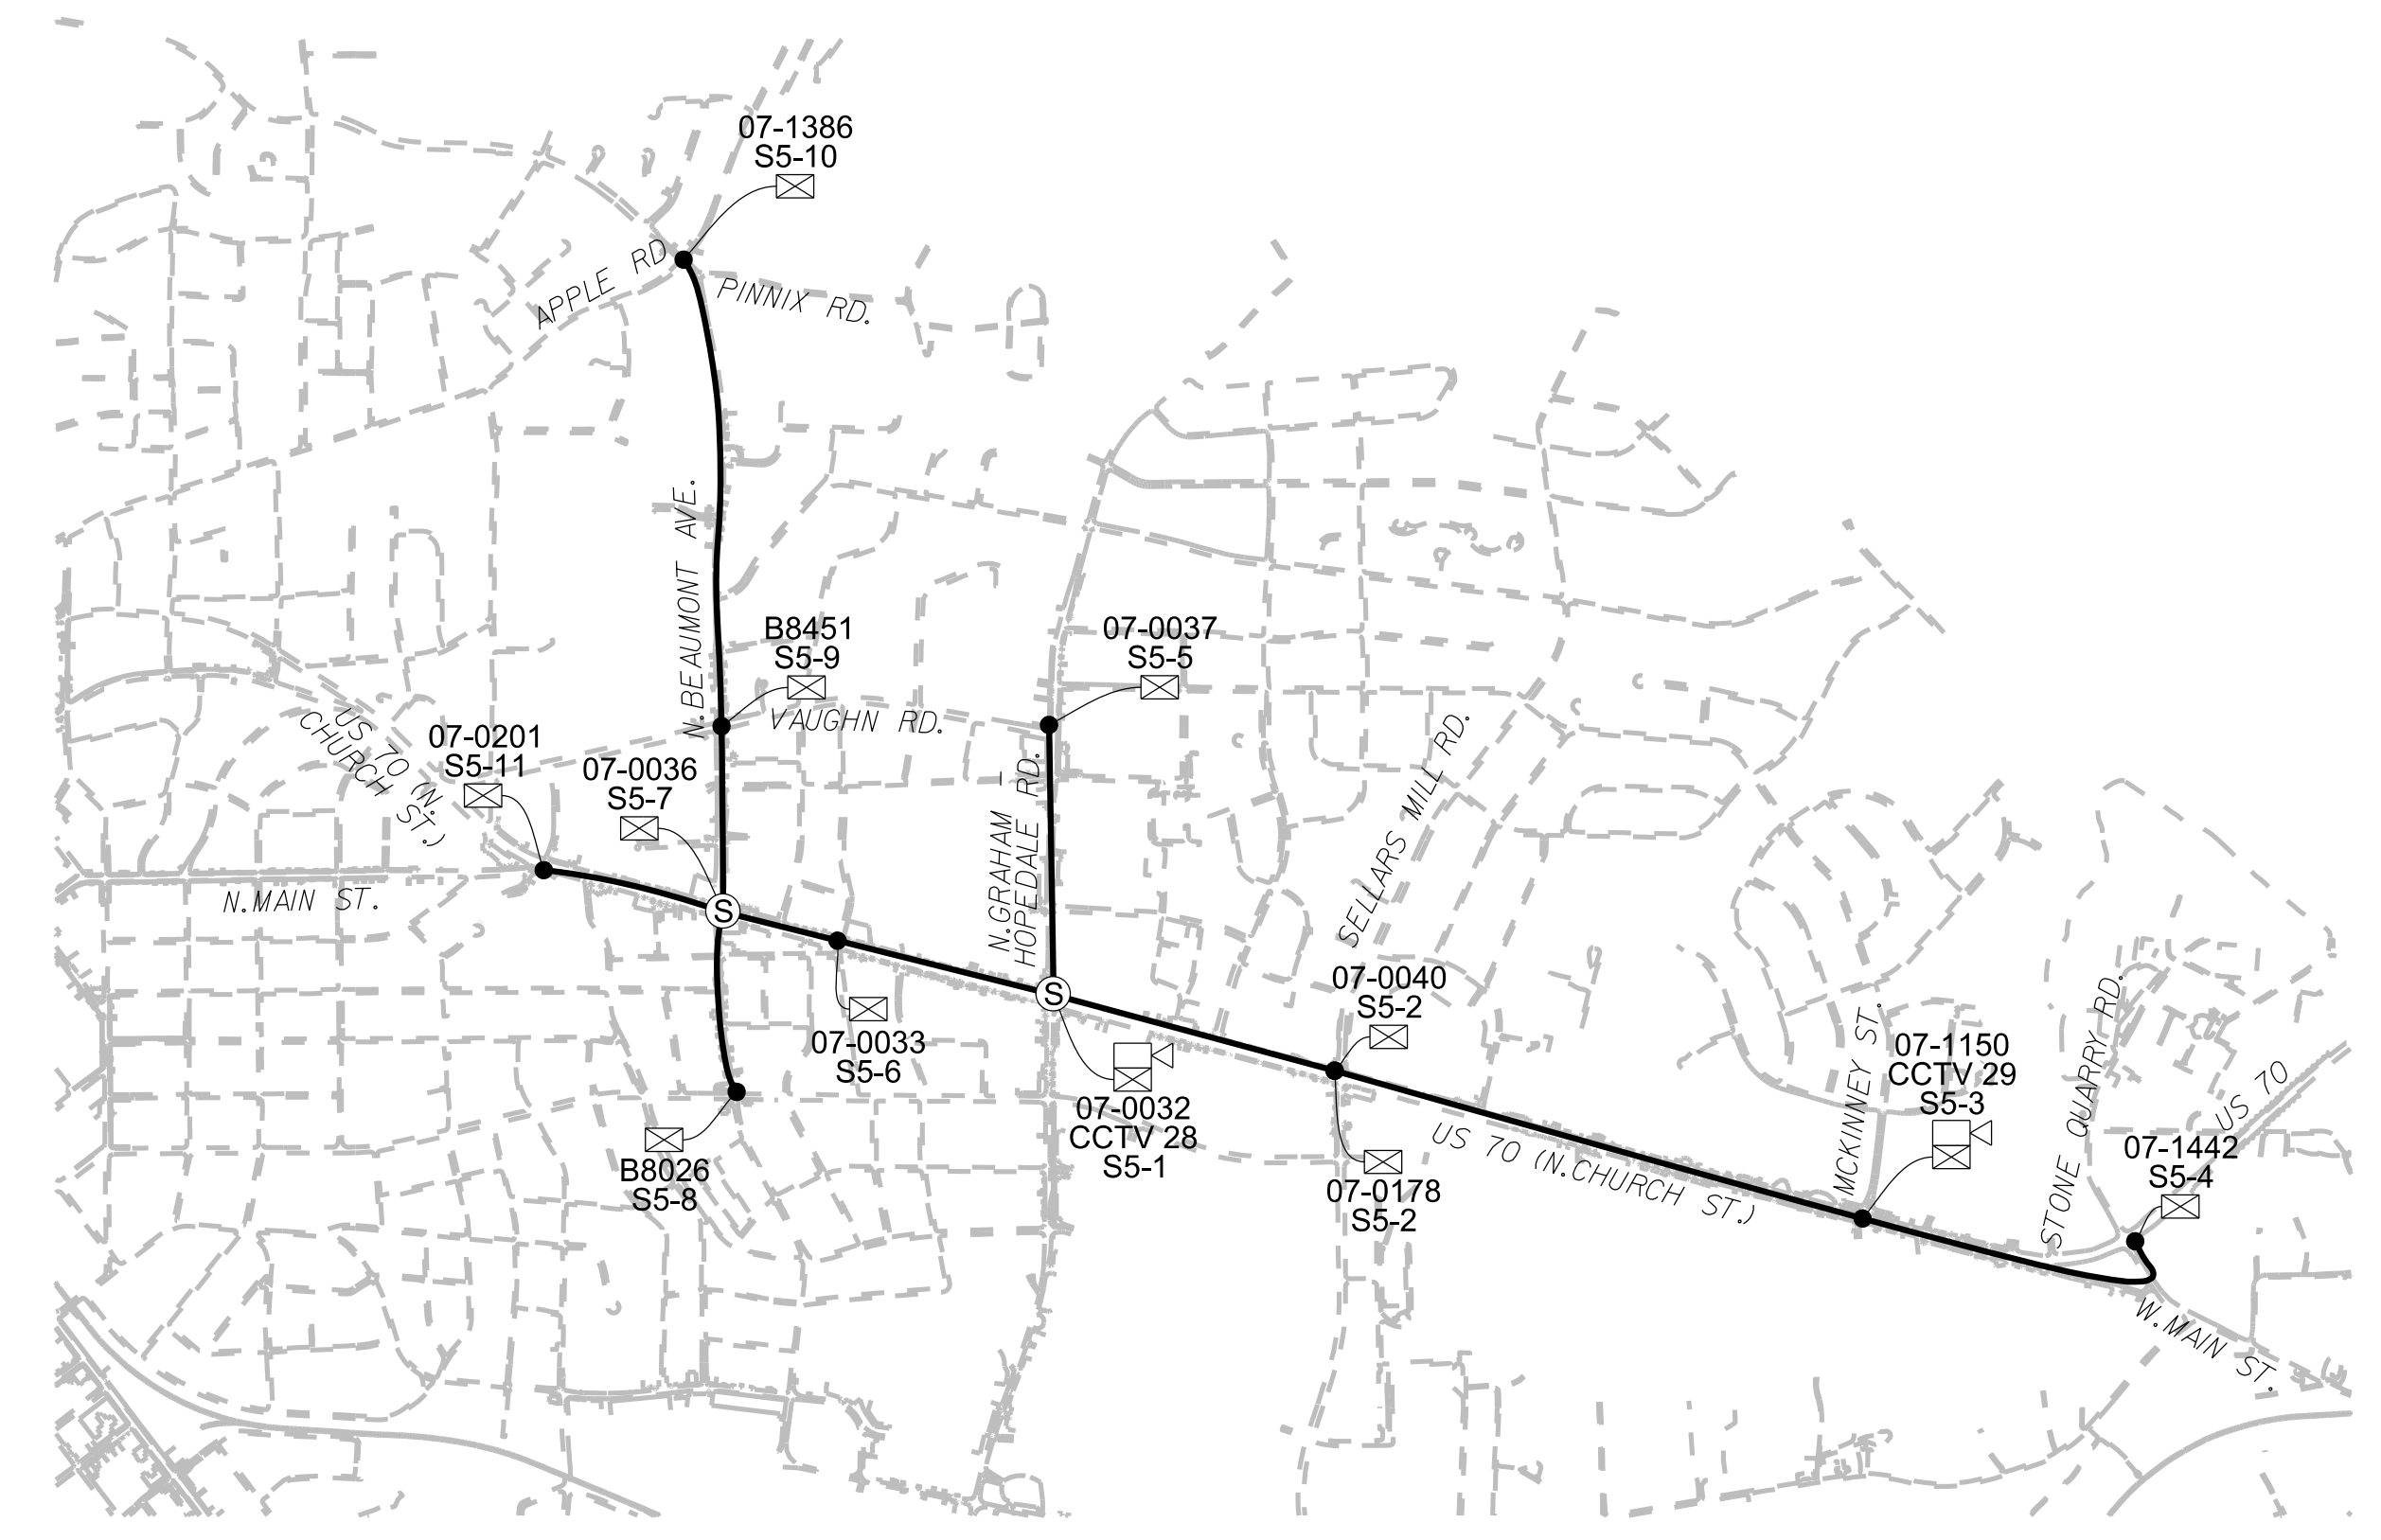 07-1386
S5-10
APPLE RD
PINNIX RD.
N.BEAUMONT AVE.
B8451
S5-9
07-0037
S5-5
VAUGHN RD.
US 70 (N.
CHURCH ST.)
07-0201
S5-11
07-0036
S5-7
N.GRAHAM –
HOPEDALE RD.
SELLARS MILL RD.
N.MAIN ST.
S
S
07-0033
S5-6
07-0040
S5-2
07-0032
CCTV 28
S5-1
B8026
S5-8
07-0178
S5-2
US 70 (N.CHURCH ST.)
MCKINNEY ST.
07-1150
CCTV 29
S5-3
STONE QUARRY RD.
US 70
07-1442
S5-4
W.MAIN ST.